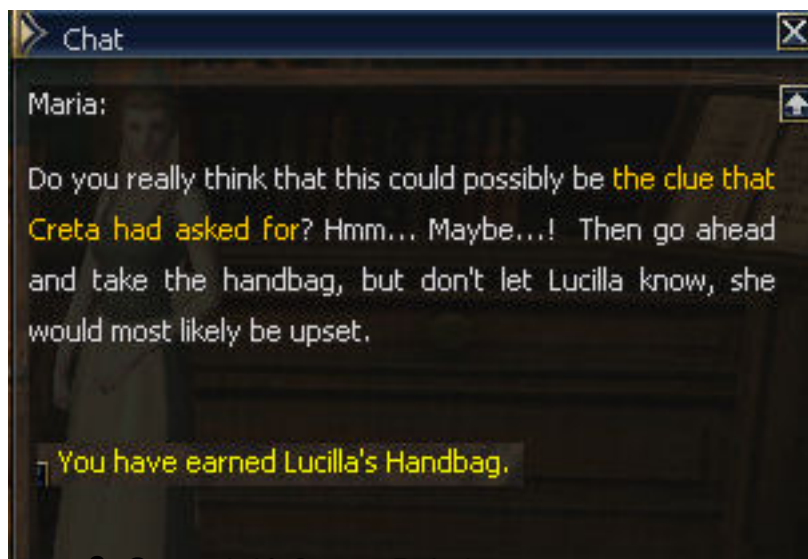 Chat
Maria:
Do you really think that this could possibly be the clue that
Creta had asked for? Hmm... Maybe...! Then go ahead
and take the handbag, but don't let Lucilla know, she
would most likely be upset.
You have earned Lucilla's Handbag.